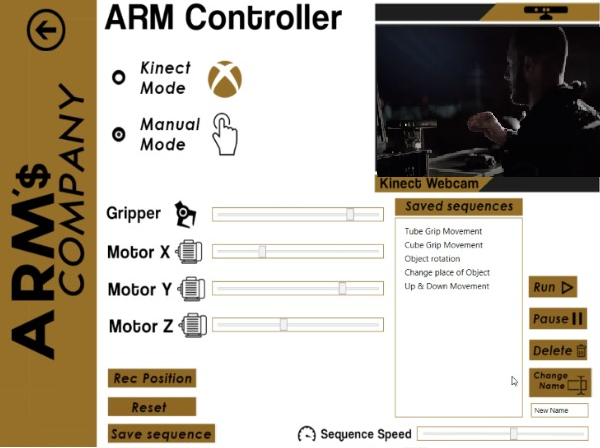 ARM'$
COMPANY
ARM Controller
Kinect
Mode
Manual
Mode
Kinect Webcam
Gripper
Motor X
Motor Y
Motor Z
Rec Position
Reset
Save sequence
Saved sequences
Tube Grip Movement
Cube Grip Movement
Object rotation
Change place of Object
Up & Down Movement
Run
Pause
Delete
Change
Name
New Name
Sequence Speed